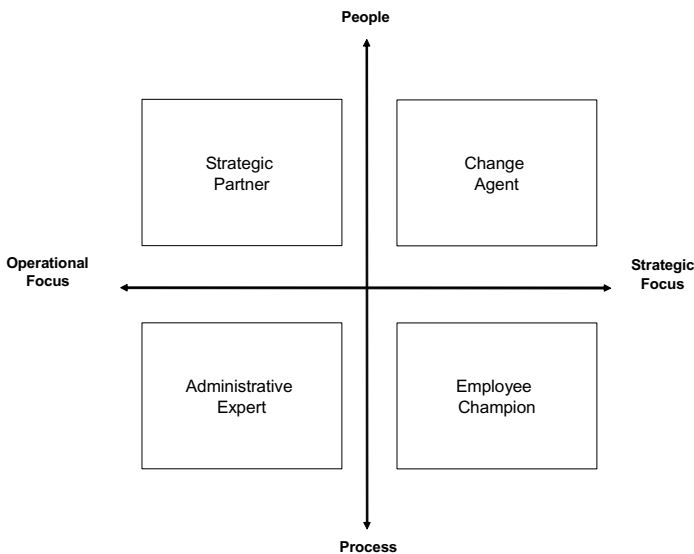 People
Strategic
Partner
Change
Agent
Operational
Focus
Strategic
Focus
Administrative
Expert
Employee
Champion
Process